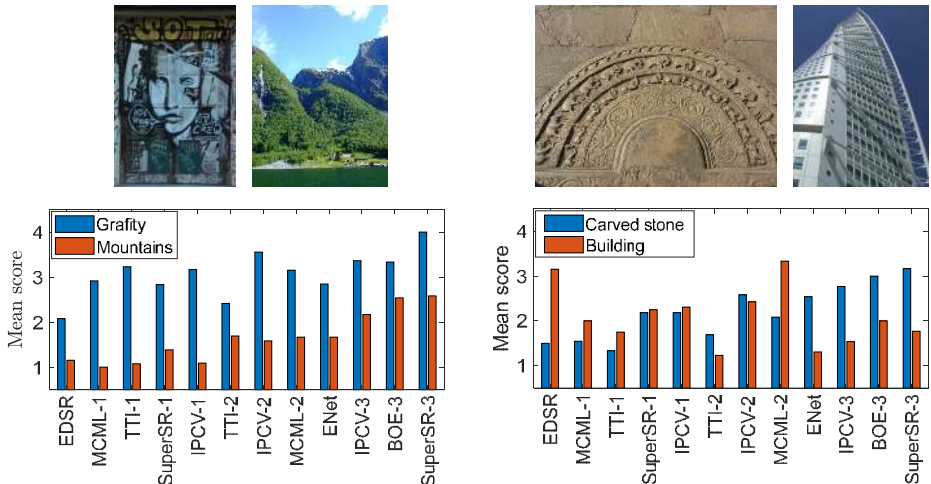 4
3
2
1
Mean score
Grafity
Mountains
EDSR
MCML-1
TTI-1
SuperSR-1
IPCV-1
TTI-2
IPCV-2
MCML-2
ENet
IPCV-3
BOE-3
SuperSR-3
4
3
2
1
Mean score
Carved stone
Building
EDSR
MCML-1
TTI-1
SuperSR-1
IPCV-1
TTI-2
IPCV-2
MCML-2
ENet
IPCV-3
BOE-3
SuperSR-3